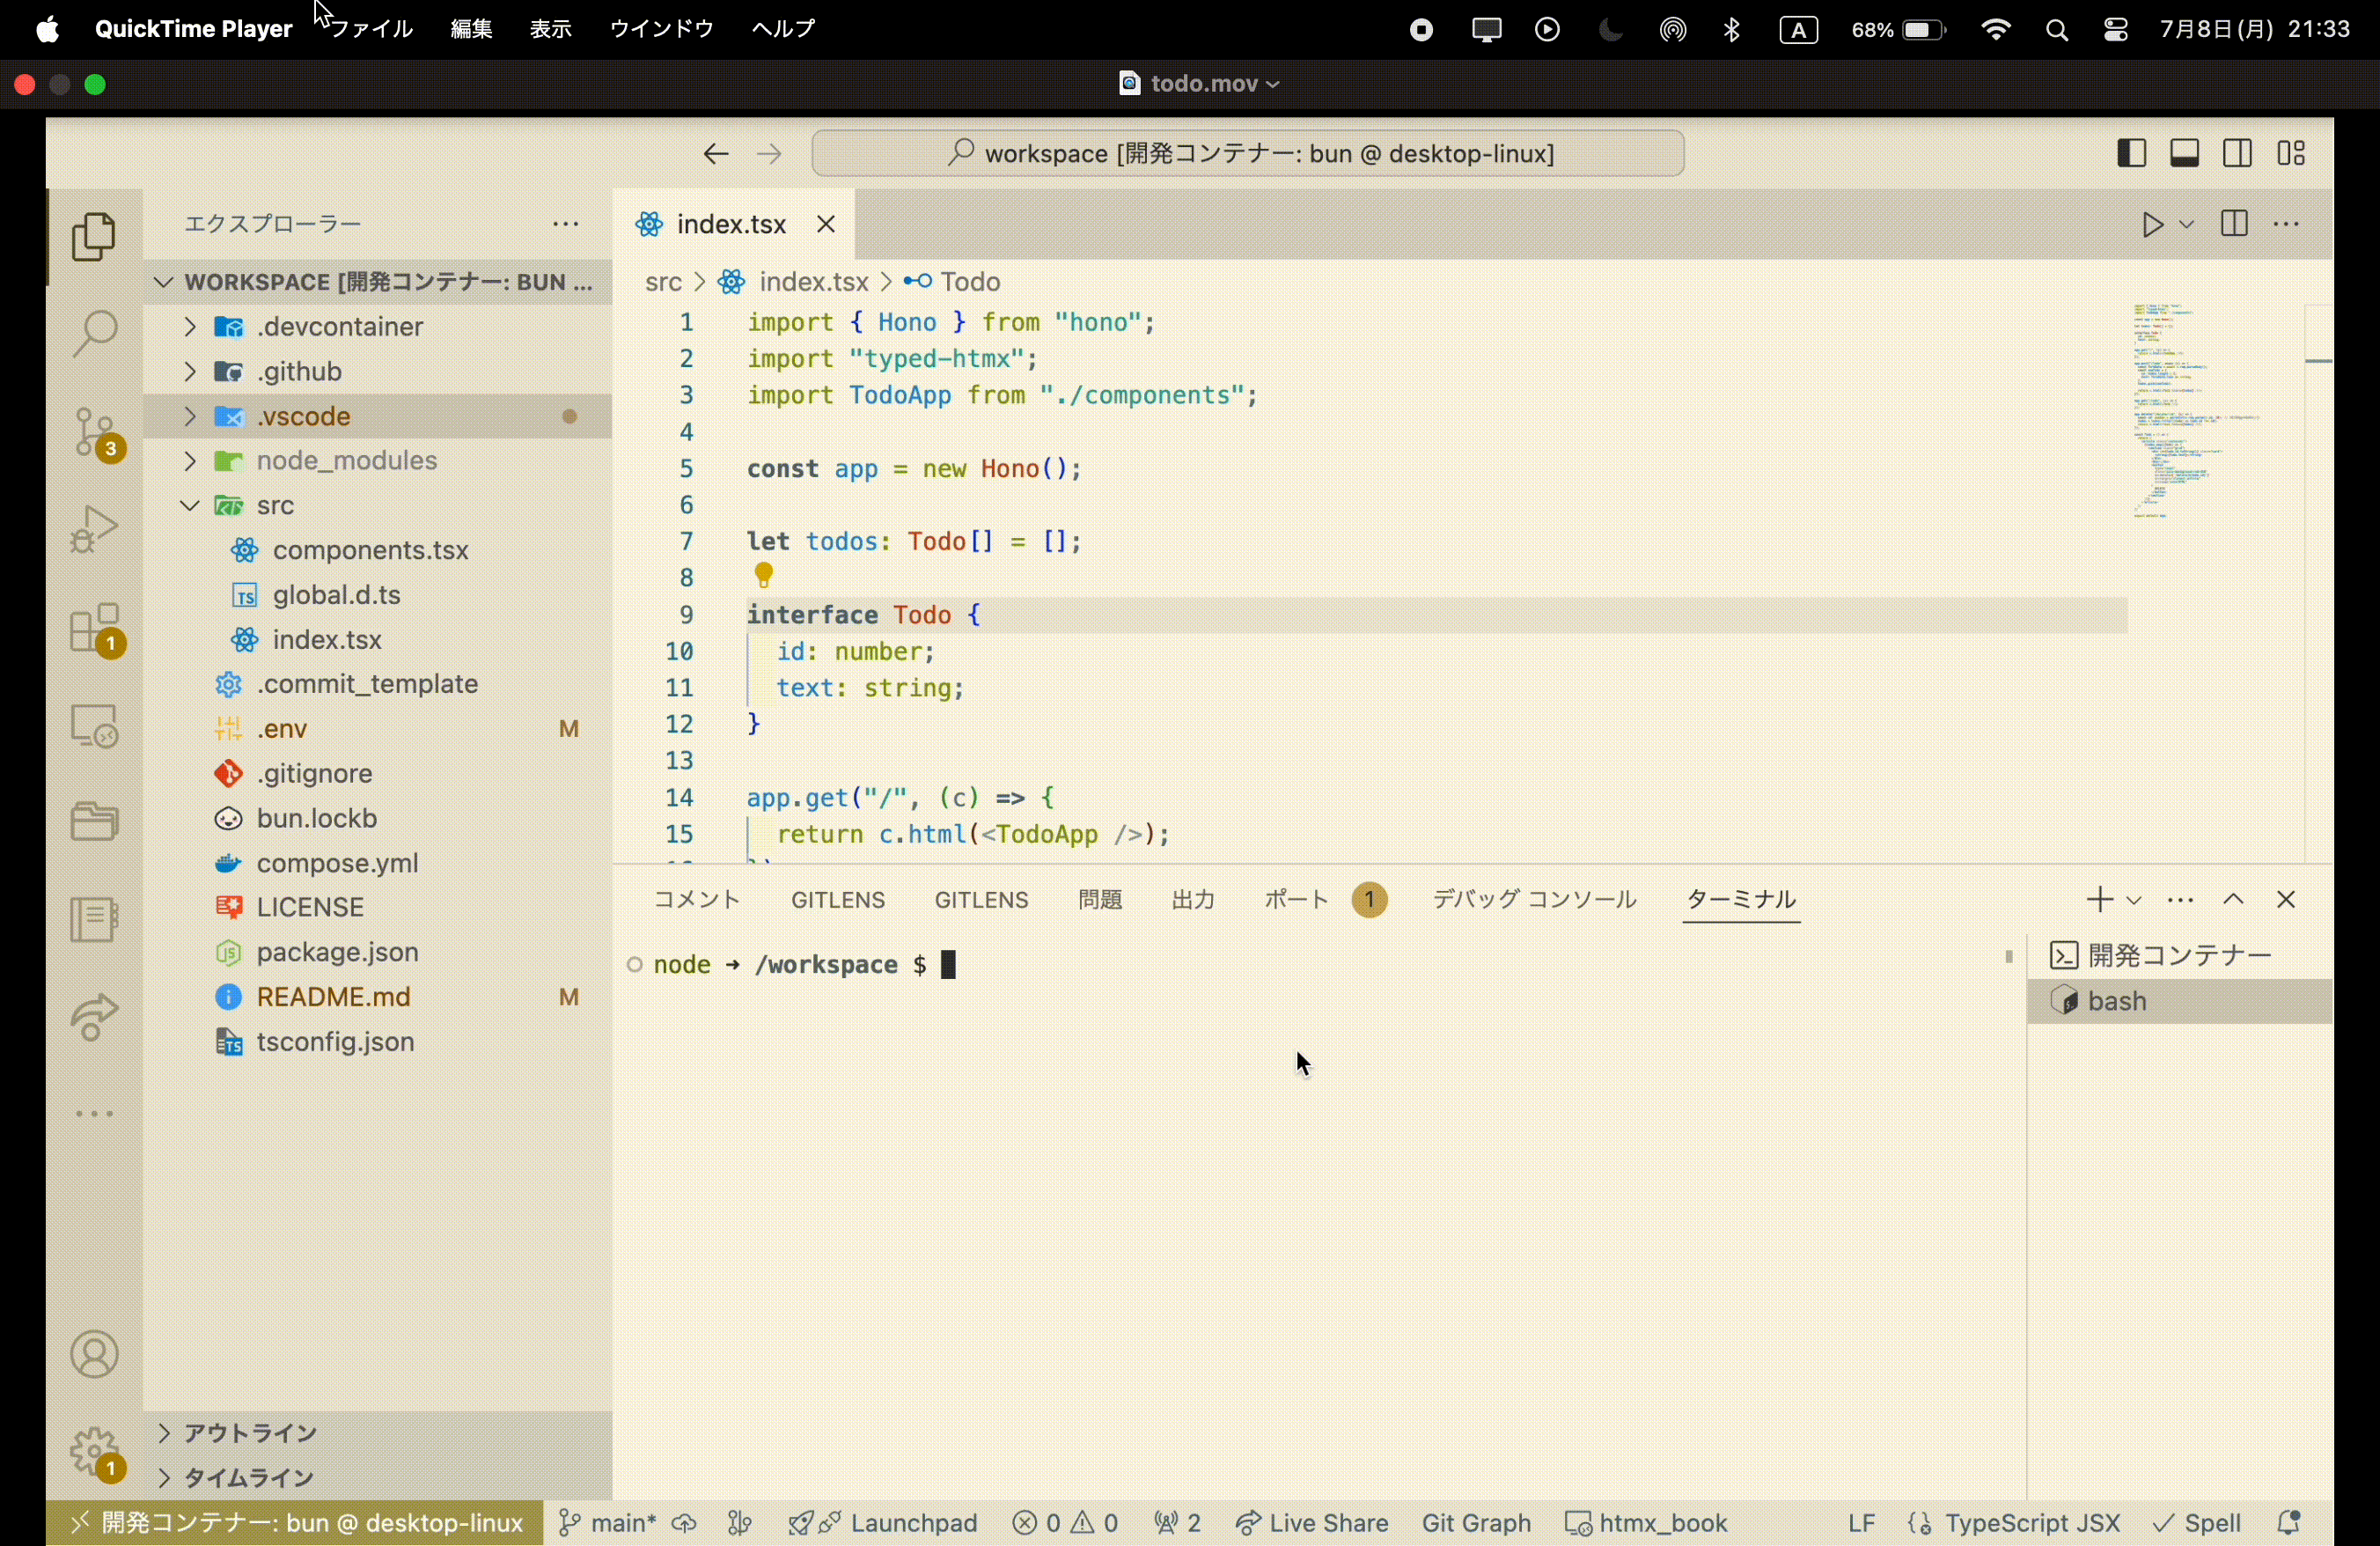 QuickTime Player ファイル 編集 表示 ウインドウ ヘルプ A 68% 7月8日(月) 21:33
todo.mov
workspace [開発コンテナー: bun @ desktop-linux]
エクスプローラー
WORKSPACE [開発コンテナー: BUN ...
.devcontainer
.github
.vscode
node_modules
src
components.tsx
TS global.d.ts
index.tsx
.commit_template
.env M
.gitignore
bun.lockb
compose.yml
LICENSE
package.json
README.md M
TS tsconfig.json
アウトライン
タイムライン
3
1
1
index.tsx
src > index.tsx > Todo
1 import { Hono } from "hono";
2 import "typed-htmx";
3 import TodoApp from "./components";
4
5 const app = new Hono();
6
7 let todos: Todo[] = [];
8
9 interface Todo {
10 id: number;
11 text: string;
12 }
13
14 app.get("/", (c) => {
15 return c.html(<TodoApp />);
コメント GITLENS GITLENS 問題 出力 ポート 1 デバッグ コンソール ターミナル
node → /workspace $
開発コンテナー
bash
開発コンテナー: bun @ desktop-linux main* Launchpad 0 0 2 Live Share Git Graph htmx_book LF TypeScript JSX Spell